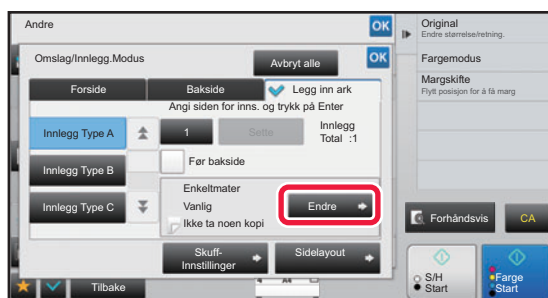 Andre
OK
Omslag/Innlegg.Modus
Avbryt alle
OK
Forside
Bakside
Legg inn ark
Angi siden for inns. og trykk på Enter
Innlegg Type A
1
Sette
Innlegg
Total :1
Før bakside
Innlegg Type B
Enkeltmater
Vanlig
Ikke ta noen kopi
Endre
Innlegg Type C
Skuff-
Innstillinger
Sidelayout
Tilbake
A4
Original
Endre størrelse/retning.
Fargemodus
Margskifte
Flytt posisjon for å få marg
Forhåndsvis
CA
S/H
Start
Farge
Start